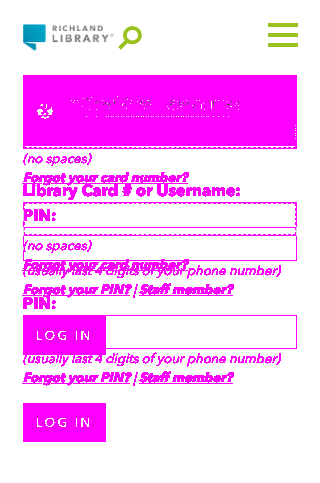 RICHLAND
LIBRARY
(no spaces)
Forgot your card number?
Library Card # or Username:
PIN:
(no spaces)
Forgot your card number?
(usually last 4 digits of your phone number)
Forgot your PIN? | Staff member?
PIN:
LOG IN
(usually last 4 digits of your phone number)
Forgot your PIN? | Staff member?
LOG IN